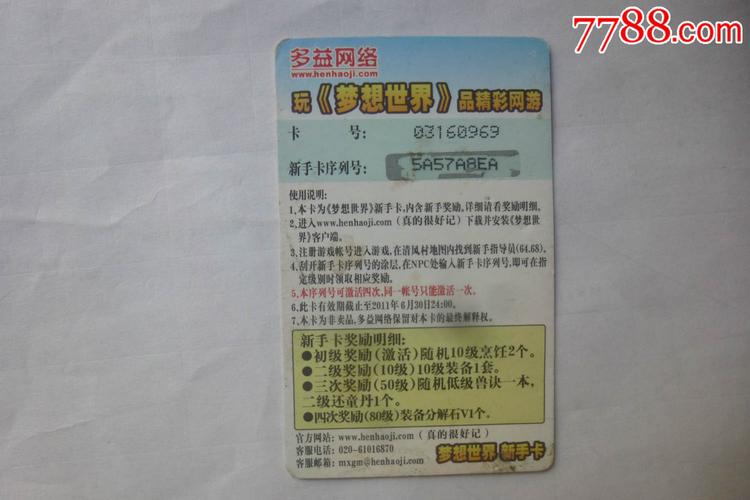 7788.com
多益网络
www.henhaoji.com
玩《梦想世界》品精彩网游
卡 号： 03160969
新手卡序列号： 5A57A8EA
使用说明：
1、本卡为《梦想世界》新手卡，内含新手奖励，详细请看奖励明细。
2、进入www.henhaoji.com（真的很好记）下载并安装《梦想世
界》客户端。
3、注册游戏帐号进入游戏，在清风村地图内找到新手指导员(64,68)。
4、刮开新手卡序列号的涂层，在NPC处输入新手卡序列号，即可在指
定级别时领取相应奖励。
5、本序列号可激活四次，同一帐号只能激活一次。
6、此卡有效期截止至2011年6月30日24:00。
7、本卡为非卖品，多益网络保留对本卡的最终解释权。
新手卡奖励明细：
●初级奖励(激活)随机10级烹饪2个。
●二级奖励(10级)10级装备1套。
●三次奖励(50级)随机低级兽诀一本，
二级还童丹1个。
●四次奖励(80级)装备分解石V1个。
官方网站：www.henhaoji.com（真的很好记）
客服电话：020-61016870
客服邮箱：mxgm@henhaoji.com
梦想世界 新手卡